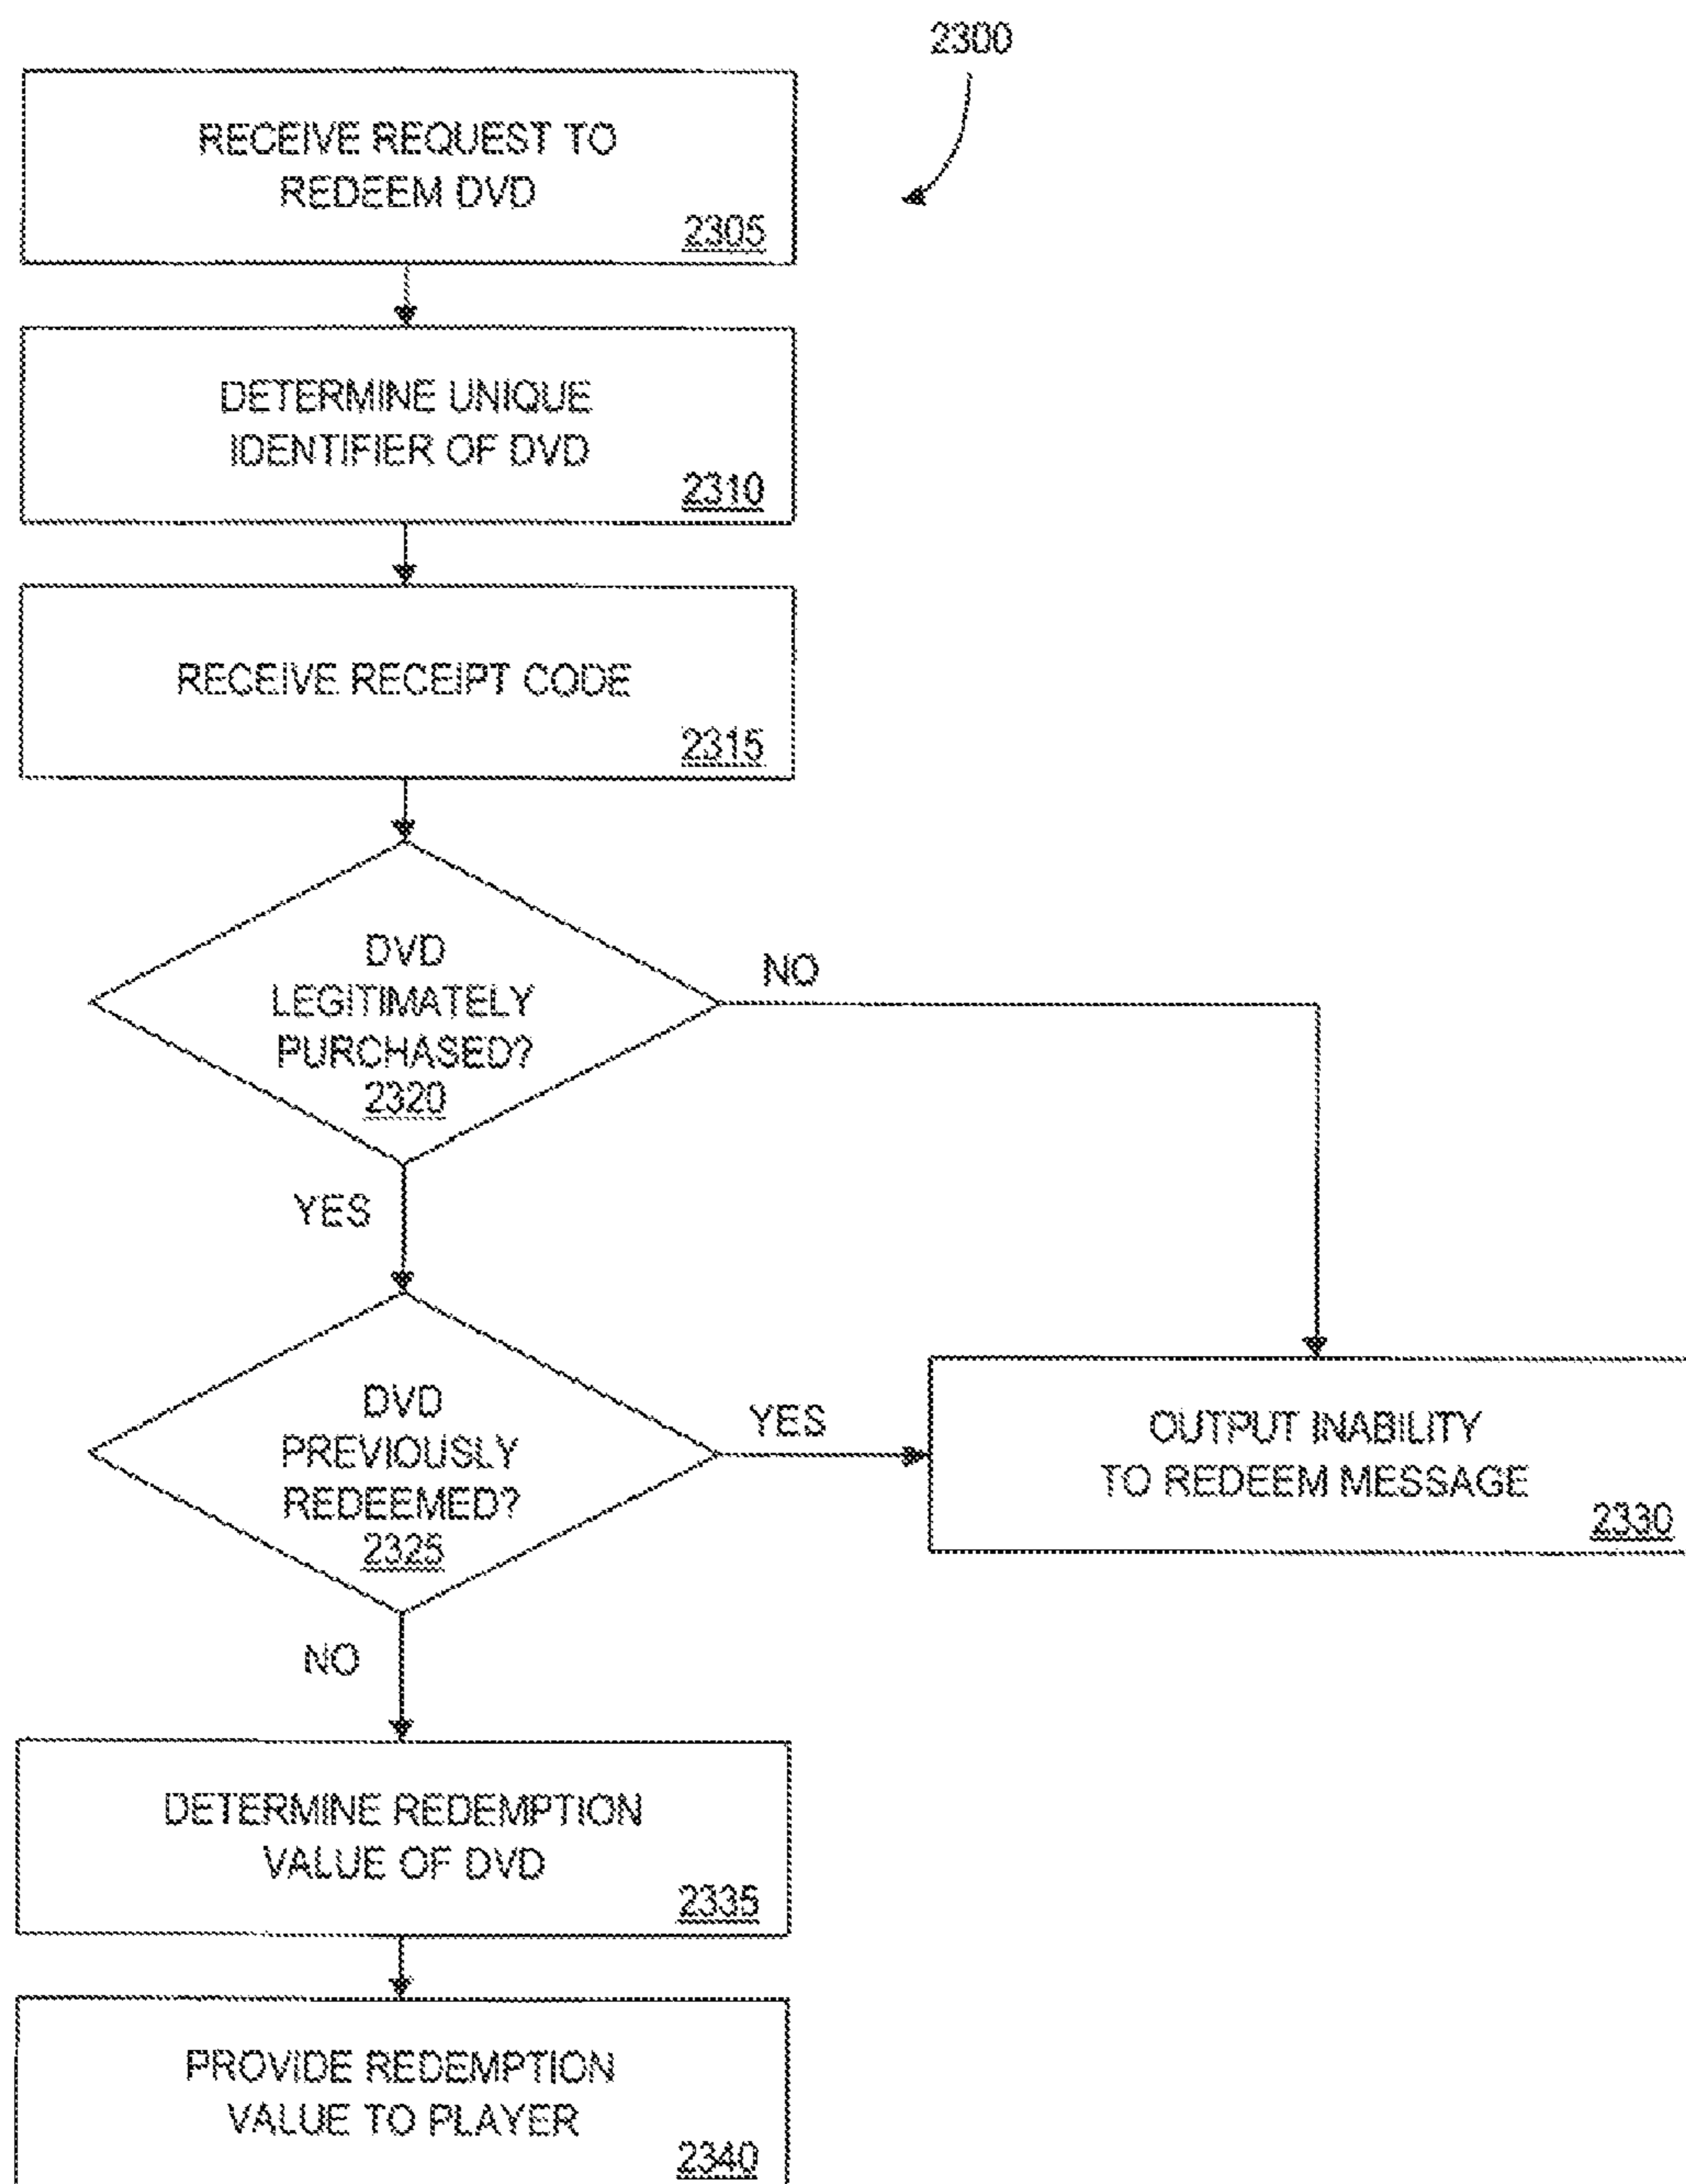 2300
RECEIVE REQUEST TO
REDEEM DVD
2305
DETERMINE UNIQUE
IDENTIFIER OF DVD
2310
RECEIVE RECEIPT CODE
2315
DVD
LEGITIMATELY
PURCHASED?
2320
NO
YES
DVD
PREVIOUSLY
REDEEMED?
2325
YES
OUTPUT INABILITY
TO REDEEM MESSAGE
2330
NO
DETERMINE REDEMPTION
VALUE OF DVD
2335
PROVIDE REDEMPTION
VALUE TO PLAYER
2340